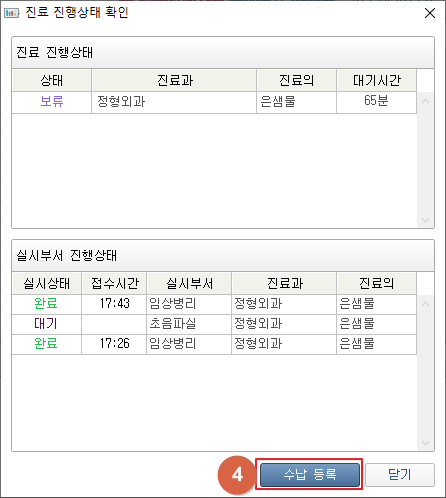 진료 진행상태 확인
진료 진행상태
상태 진료과 진료의 대기시간
보류 정형외과 은샘물 65분
실시부서 진행상태
실시상태 접수시간 실시부서 진료과 진료의
완료 17:43 임상병리 정형외과 은샘물
대기 초음파실 정형외과 은샘물
완료 17:26 임상병리 정형외과 은샘물
4 수납 등록 닫기